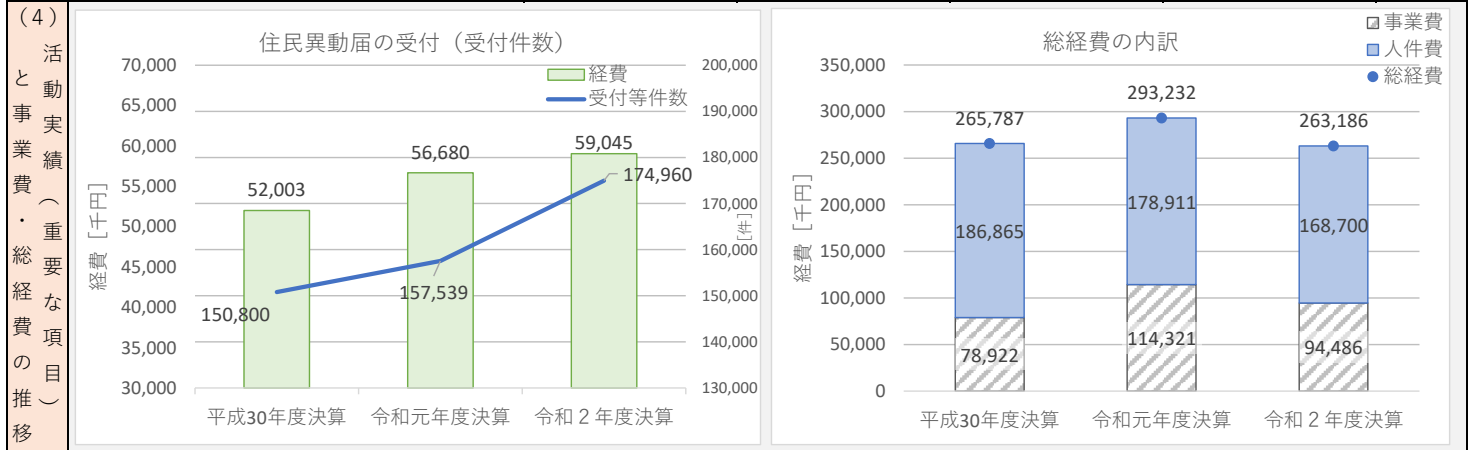 （4）
活動実績（重要な項目）
と事業費・総経費の推移
住民異動届の受付（受付件数）
経費
受付等件数
70,000
65,000
60,000
55,000
50,000
45,000
40,000
35,000
30,000
経費［千円］
200,000
190,000
180,000
170,000
160,000
150,000
140,000
130,000
[件]
52,003
56,680
59,045
150,800
157,539
174,960
平成30年度決算
令和元年度決算
令和２年度決算
総経費の内訳
事業費
人件費
総経費
350,000
300,000
250,000
200,000
150,000
100,000
50,000
0
経費［千円］
265,787
293,232
263,186
186,865
178,911
168,700
78,922
114,321
94,486
平成30年度決算
令和元年度決算
令和２年度決算